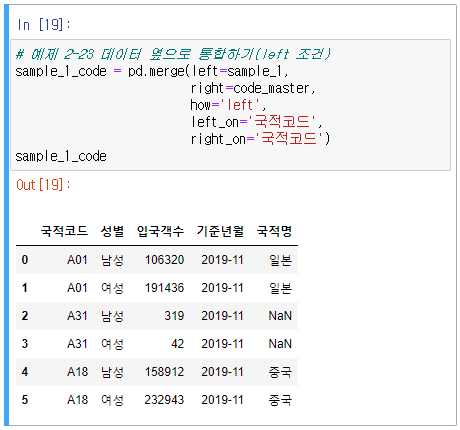 In [19]:
# 예제 2-23 데이터 옆으로 통합하기(left 조건)
sample_1_code = pd.merge(left=sample_1,
right=code_master,
how='left',
left_on='국적코드',
right_on='국적코드')
sample_1_code
Out[19]:
국적코드 성별 입국객수 기준년월 국적명
0 A01 남성 106320 2019-11 일본
1 A01 여성 191436 2019-11 일본
2 A31 남성 319 2019-11 NaN
3 A31 여성 42 2019-11 NaN
4 A18 남성 158912 2019-11 중국
5 A18 여성 232943 2019-11 중국